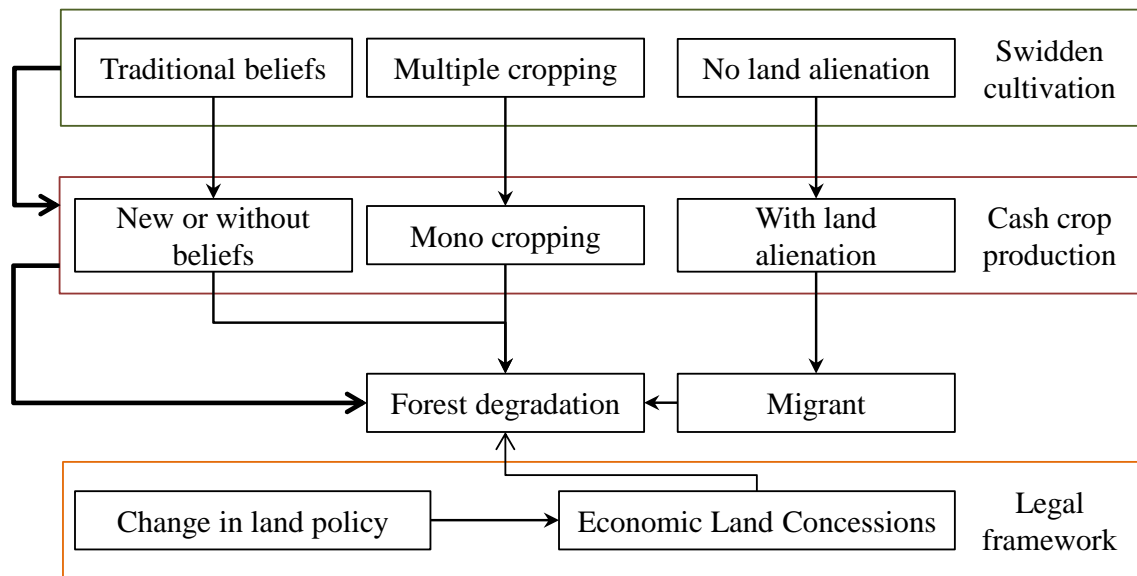 Traditional beliefs
Multiple cropping
No land alienation
Swidden
cultivation
New or without
beliefs
Mono cropping
With land
alienation
Cash crop
production
Forest degradation
Migrant
Change in land policy
Economic Land Concessions
Legal
framework